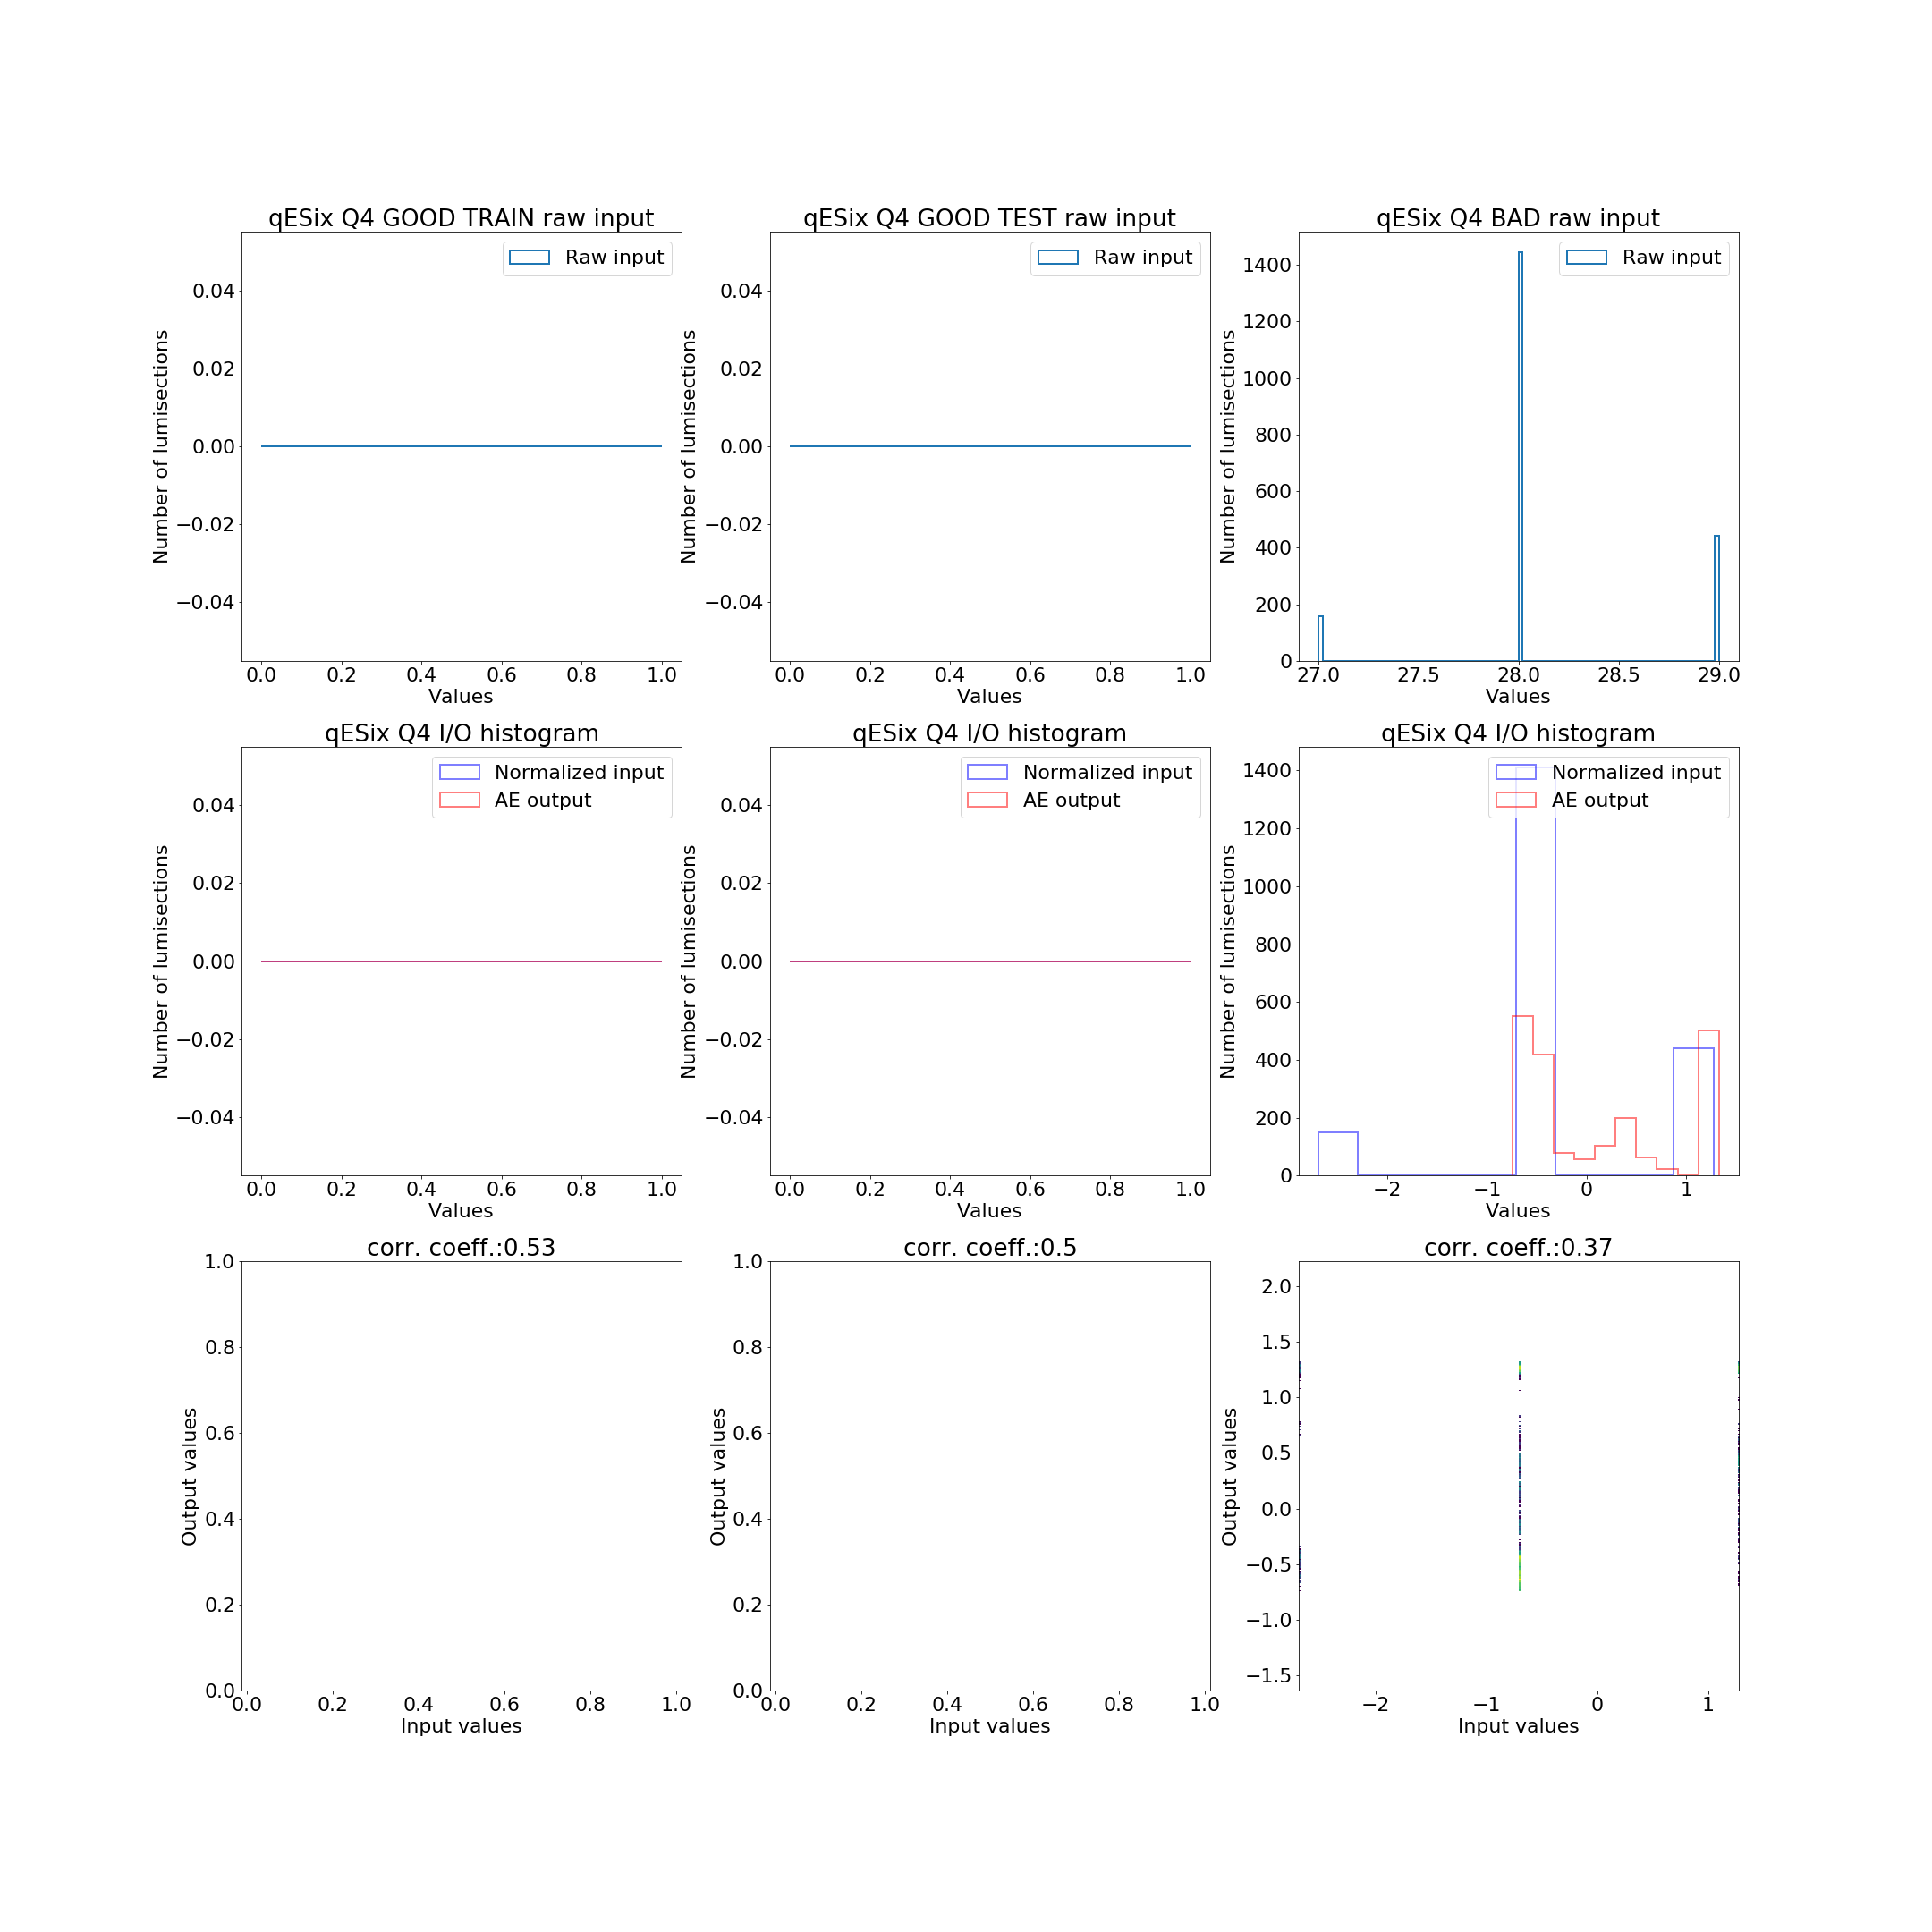 qESix Q4 GOOD TRAIN raw input
Number of lumisections
0.04
0.02
0.00
−0.02
−0.04
Raw input
0.0 0.2 0.4 0.6 0.8 1.0
Values
qESix Q4 GOOD TEST raw input
Number of lumisections
0.04
0.02
0.00
−0.02
−0.04
Raw input
0.0 0.2 0.4 0.6 0.8 1.0
Values
qESix Q4 BAD raw input
Number of lumisections
1400
1200
1000
800
600
400
200
0
Raw input
27.0 27.5 28.0 28.5 29.0
Values
qESix Q4 I/O histogram
Number of lumisections
0.04
0.02
0.00
−0.02
−0.04
Normalized input
AE output
0.0 0.2 0.4 0.6 0.8 1.0
Values
qESix Q4 I/O histogram
Number of lumisections
0.04
0.02
0.00
−0.02
−0.04
Normalized input
AE output
0.0 0.2 0.4 0.6 0.8 1.0
Values
qESix Q4 I/O histogram
Number of lumisections
1400
1200
1000
800
600
400
200
0
Normalized input
AE output
−2 −1 0 1
Values
corr. coeff.:0.53
Output values
1.0
0.8
0.6
0.4
0.2
0.0
0.0 0.2 0.4 0.6 0.8 1.0
Input values
corr. coeff.:0.5
Output values
1.0
0.8
0.6
0.4
0.2
0.0
0.0 0.2 0.4 0.6 0.8 1.0
Input values
corr. coeff.:0.37
Output values
2.0
1.5
1.0
0.5
0.0
−0.5
−1.0
−1.5
−2 −1 0 1
Input values